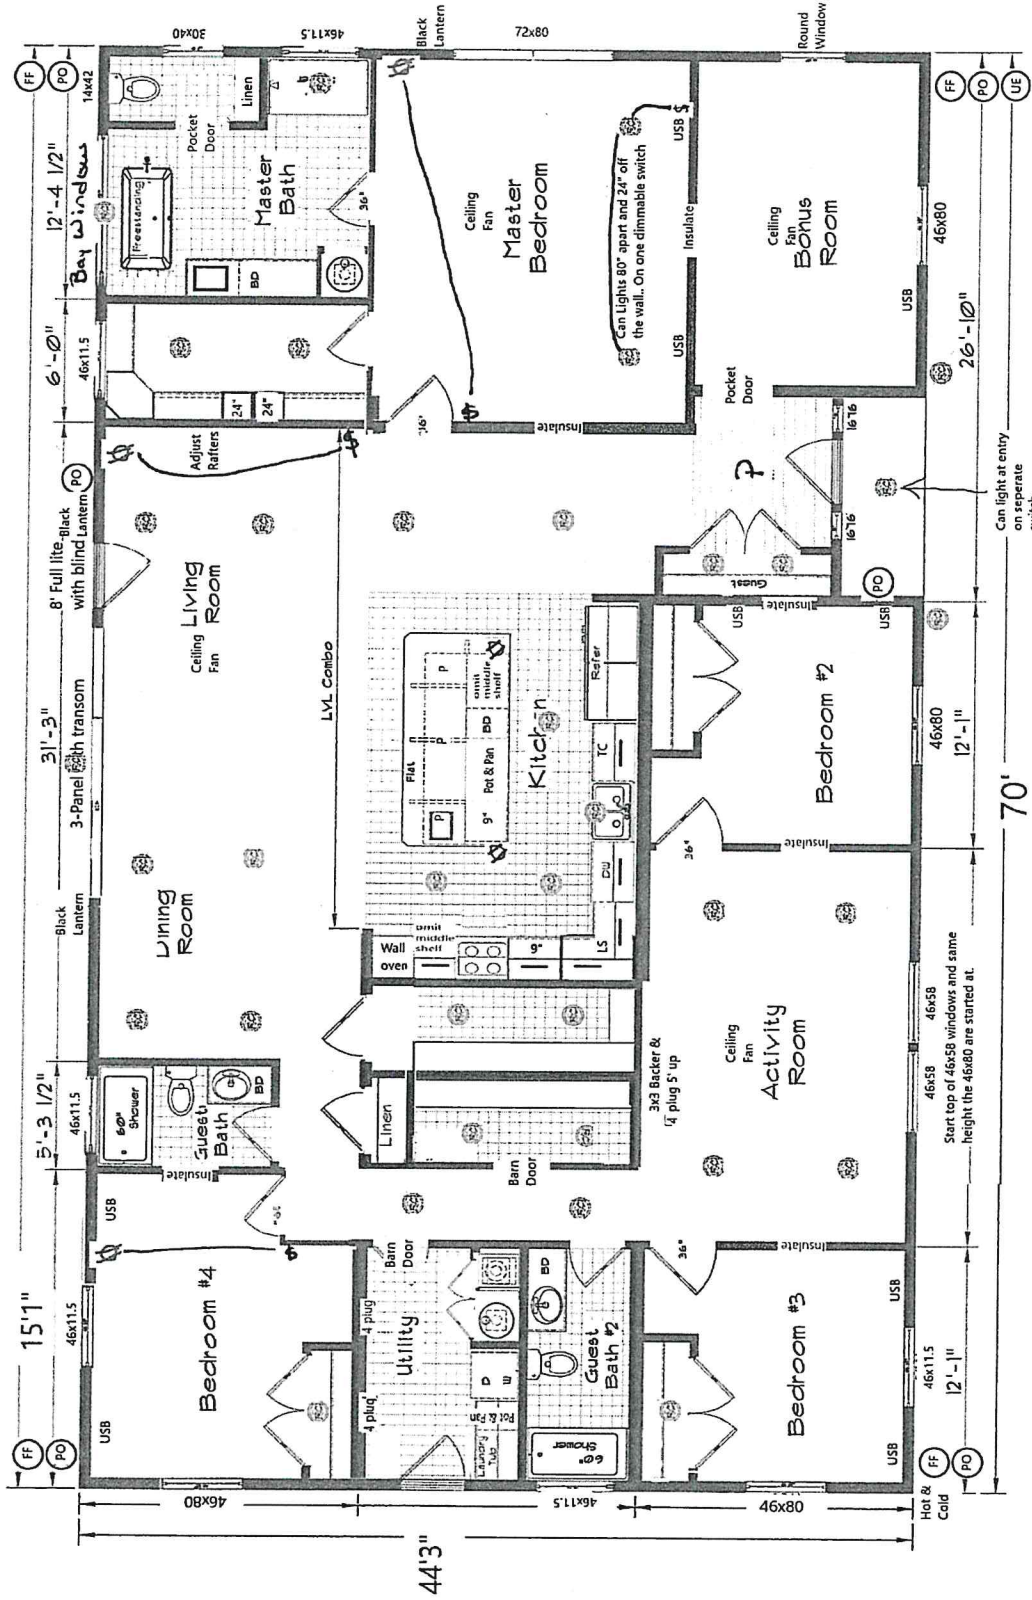 FF
PO
15'1"
5'-3 1/2"
31'-3"
6'-0"
12'-4 1/2"
FF
PO
46x11.5
46x11.5
Black
Lantern
3-Panel
transom
8' Full lite
with blind
Black
Lantern
PO
46x11.5
Bay Windows
14x42
30x40
46x11.5
Black
Lantern
72x80
Round
Window
USB
USB
Bedroom #4
Insulate
60"
Shower
Guest
Bath
BD
Dining
Room
Ceiling
Fan
Living
Room
Adjust
Rafters
$
24"
24"
Freestanding
Pocket
Door
Linen
Master
Bath
BD
36"
46x80
44'3"
4 plug
4 plug
Barn
Door
Utility
Pot & Pan
D
W
Laundry
Tub
$
Linen
Barn
Door
LVL Combo
Wall
oven
omit
middle
shelf
9"
LS
DW
TC
Refer
Flat
P
P
P
9"
Pot & Pan
BD
omit
middle
shelf
Insulate
$
Ceiling
Fan
Master
Bedroom
Can Lights 80" apart and 24" off
the wall.. On one dimmable switch
USB
Insulate
USB
$
46x11.5
60"
Shower
Guest
Bath #2
BD
3x3 Backer &
4 plug 5' up
Guest
P
Pocket
Door
Ceiling
Fan
Bonus
Room
USB
46x80
Bedroom #3
36"
Insulate
USB
USB
Ceiling
Fan
Activity
Room
36"
Insulate
Bedroom #2
USB
Insulate
USB
PO
1691
1691
46x80
Hot &
Cold
FF
PO
46x11.5
12'-1"
46x58
46x58
Start top of 46x58 windows and same
height the 46x80 are started at.
46x80
12'-1"
Can light at entry
on seperate
26'-10"
FF
PO
UE
70'